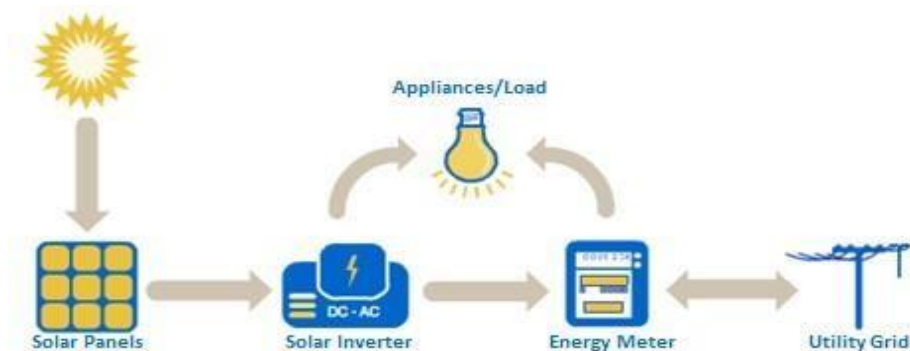 Appliances/Load
DC - AC
Solar Panels
Solar Inverter
Energy Meter
Utility Grid